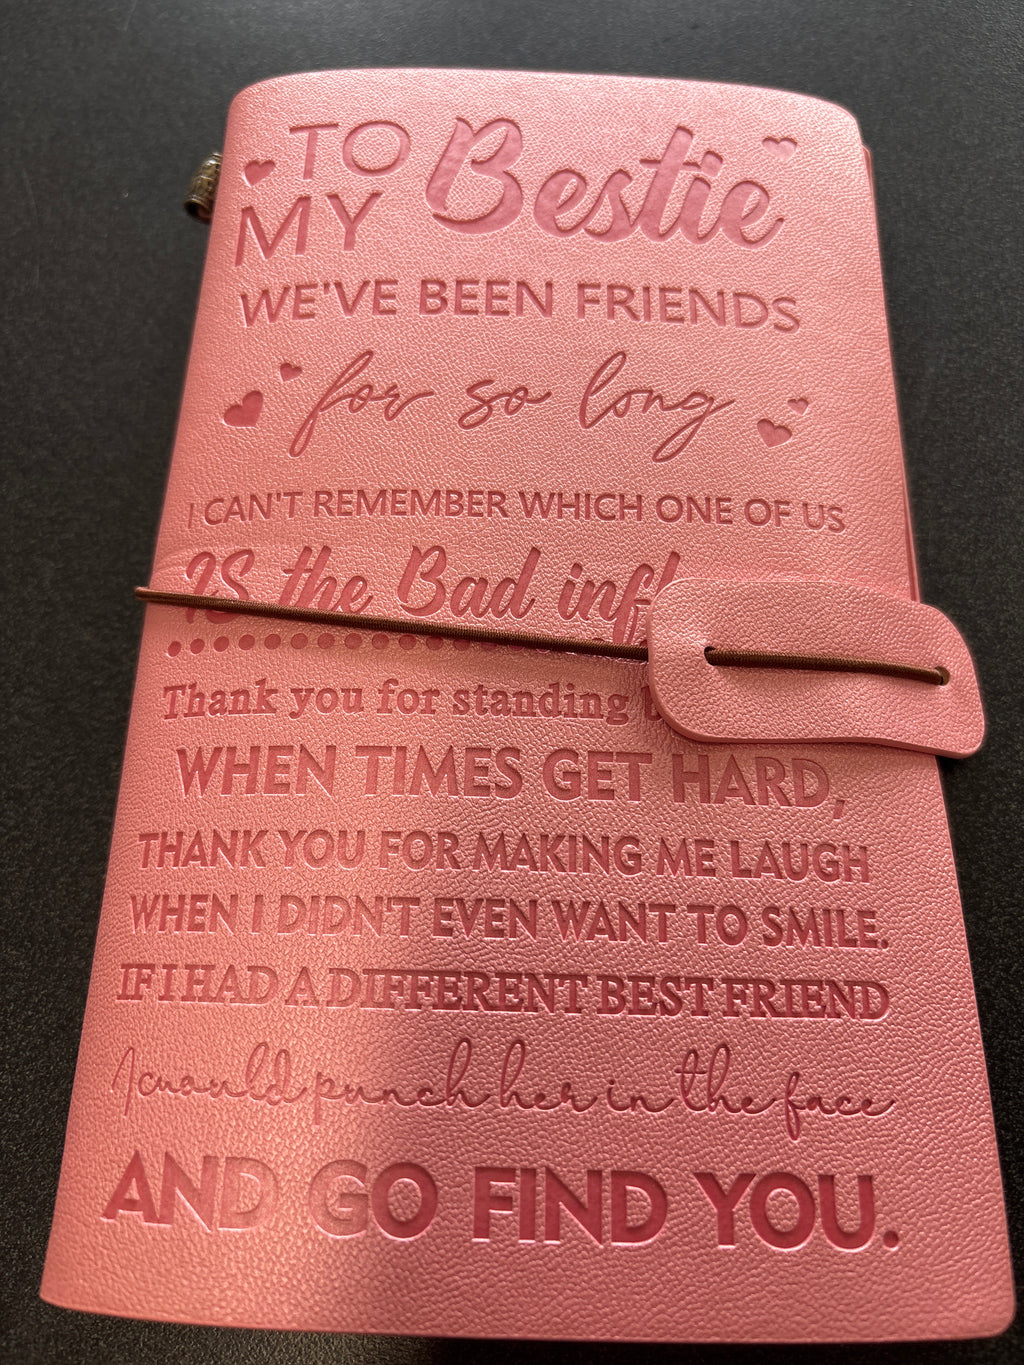 TO MY Bestie
WE'VE BEEN FRIENDS
for so long
I CAN'T REMEMBER WHICH ONE OF US
IS the Bad
Thank you for standing
WHEN TIMES GET HARD,
THANK YOU FOR MAKING ME LAUGH
WHEN I DIDN'T EVEN WANT TO SMILE.
IF I HAD A DIFFERENT BEST FRIEND
I would punch her in the face
AND GO FIND YOU.